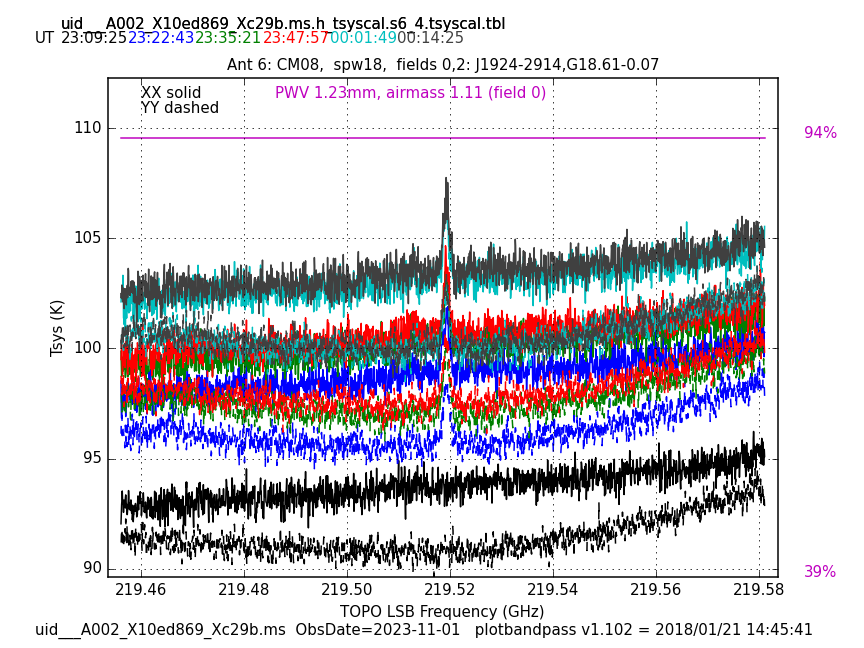 uid___A002_X10ed869_Xc29b.ms.h_tsyscal.s6_4.tsyscal.tbl
UT 23:09:25 23:22:43 23:35:21 23:47:57 00:01:49 00:14:25
Ant 6: CM08,  spw18,  fields 0,2: J1924-2914,G18.61-0.07
XX solid
YY dashed
PWV 1.23mm, airmass 1.11 (field 0)
94%
39%
110
105
100
95
90
Tsys (K)
219.46 219.48 219.50 219.52 219.54 219.56 219.58
TOPO LSB Frequency (GHz)
uid___A002_X10ed869_Xc29b.ms  ObsDate=2023-11-01   plotbandpass v1.102 = 2018/01/21 14:45:41